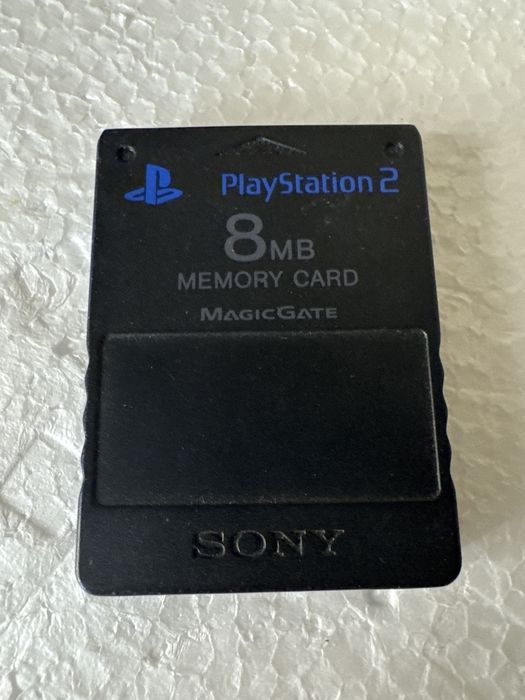 PlayStation 2
8MB
MEMORY CARD
MAGICGATE
SONY